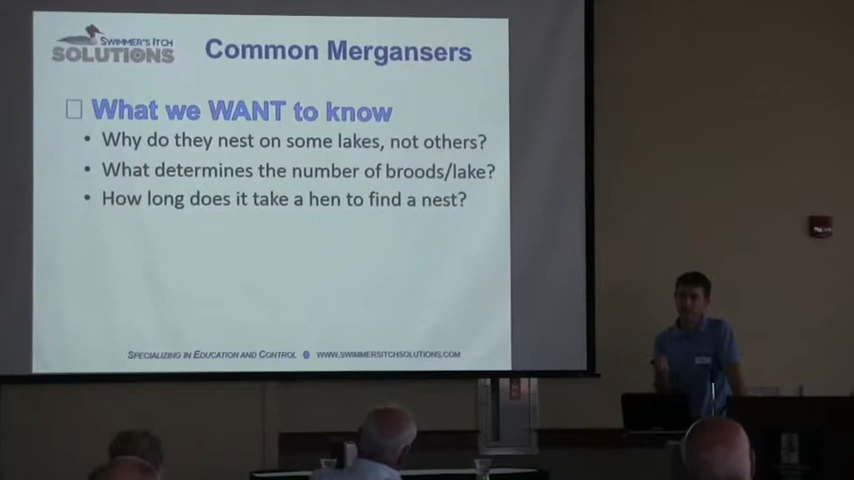 SWIMMER'S ITCH
SOLUTIONS
Common Mergansers
What we WANT to know
• Why do they nest on some lakes, not others?
• What determines the number of broods/lake?
• How long does it take a hen to find a nest?
SPECIALIZING IN EDUCATION AND CONTROL
WWW.SWIMMERSITCHSOLUTIONS.COM